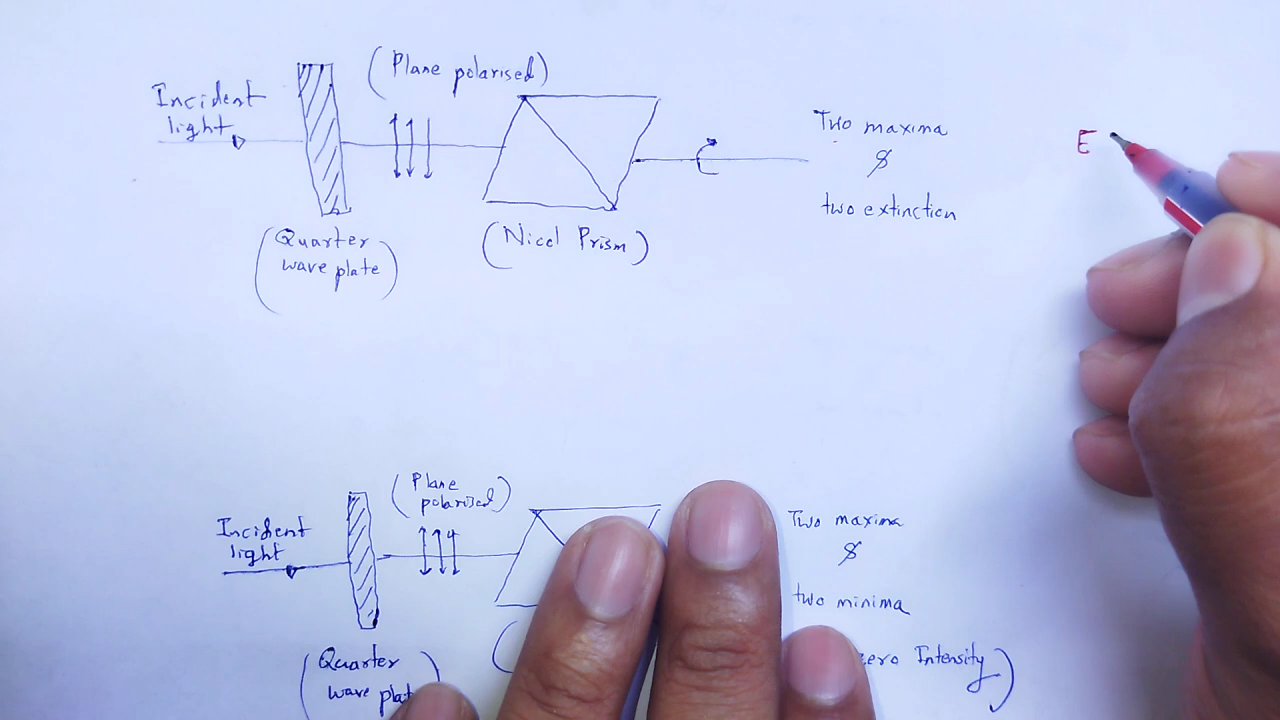 (Plane polarised)
Incident
light
Two maxima
&
two extinction
E
(Quarter
wave plate)
(Nicol Prism)
(Plane
polarised)
Incident
light
Two maxima
&
two minima
zero Intensity)
(Quarter
wave plat